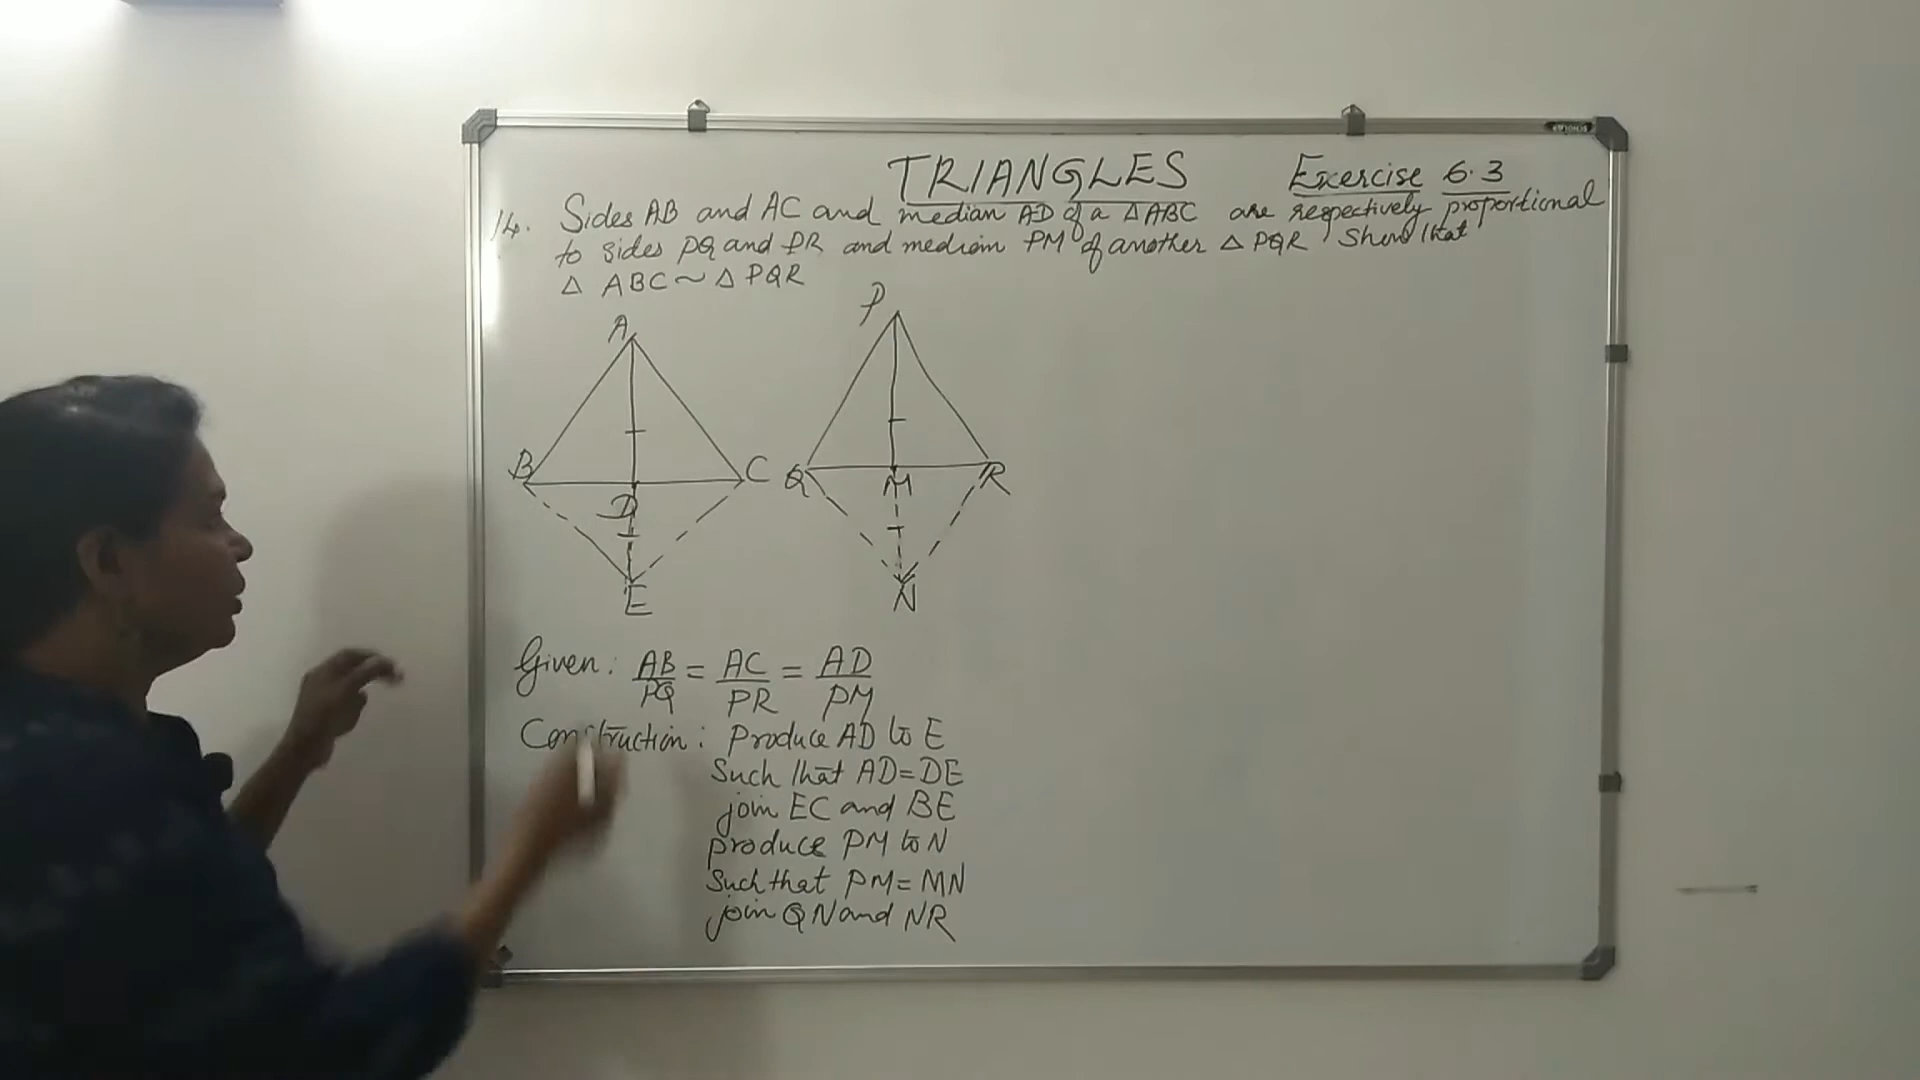 TRIANGLES Exercise 6.3
14. Sides AB and AC and median AD of a △ ABC are respectively proportional
to sides PQ and PR and median PM of another △ PQR Show that
△ ABC ~ △ PQR
P
A
B C Q R
D M
E N
Given: AB/PQ = AC/PR = AD/PM
Construction: Produce AD to E
Such that AD=DE
join EC and BE
produce PM to N
Such that PM=MN
join QN and NR